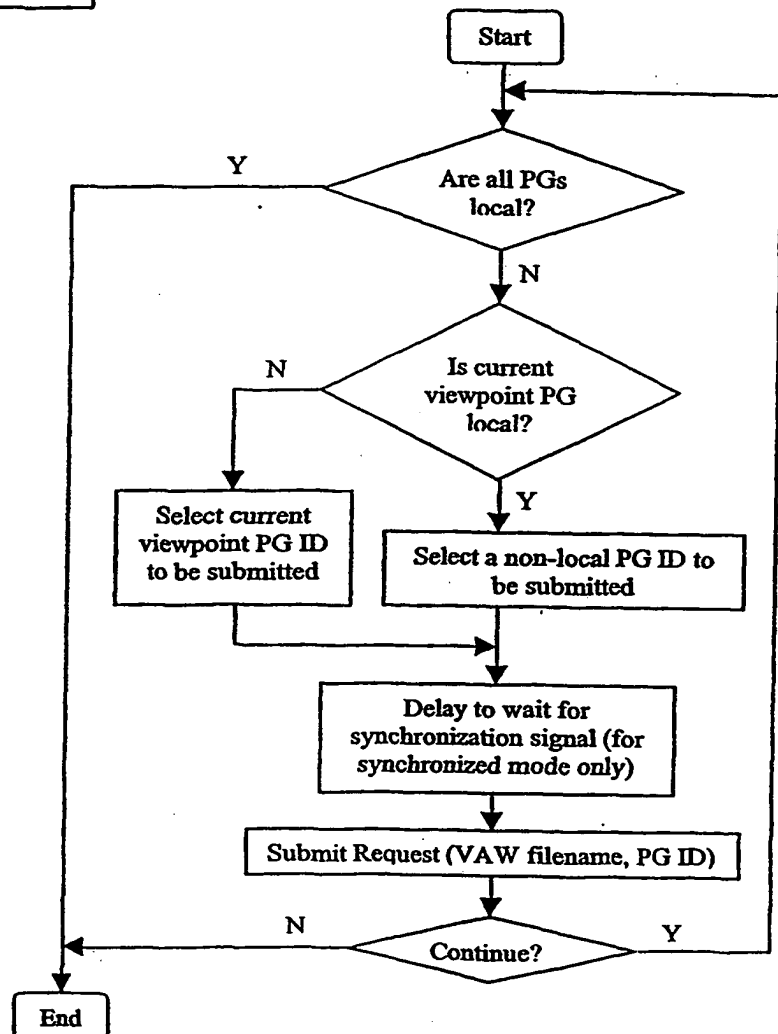 Start
Are all PGs
local?
Y
N
Is current
viewpoint PG
local?
N
Y
Select current
viewpoint PG ID
to be submitted
Select a non-local PG ID to
be submitted
Delay to wait for
synchronization signal (for
synchronized mode only)
Submit Request (VAW filename, PG ID)
Continue?
N
Y
End